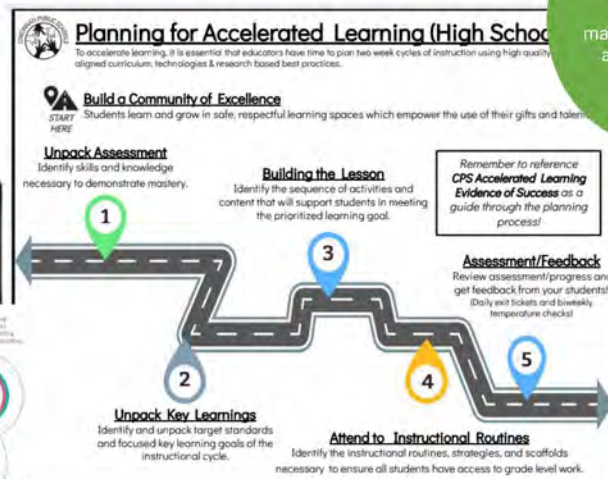 CINCINNATI PUBLIC SCHOOLS
Planning for Accelerated Learning (High
To accelerate learning, it is essential that educators have time to plan two week cycles of instruction using high quality
aligned curriculum, technologies & research based best practices.
START
HERE
Build a Community of Excellence
Students learn and grow in safe, respectful learning spaces which empower the use of their gifts and
Unpack Assessment
Identify skills and knowledge
necessary to demonstrate mastery.
Building the Lesson
Identify the sequence of activities and
content that will support students in meeting
the prioritized learning goal.
Remember to reference
CPS Accelerated Learning
Evidence of Success as a
guide through the planning
process!
1
3
Assessment/Feedback
Review assessment/progress and
get feedback from your students!
(Daily exit tickets and biweekly
temperature checks)
2
4
5
Unpack Key Learnings
Identify and unpack target standards
and focused key learning goals of the
instructional cycle.
Attend to Instructional Routines
Identify the instructional routines, strategies, and scaffolds
necessary to ensure all students have access to grade level work.